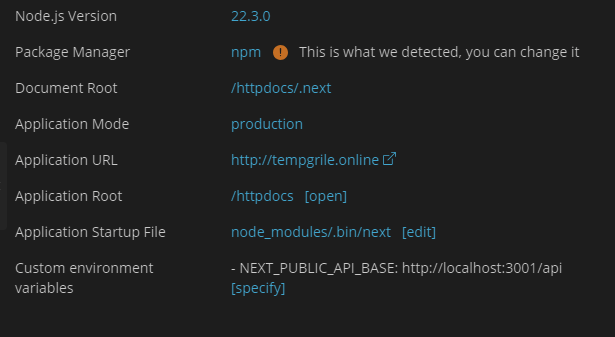 Node.js Version 22.3.0
Package Manager npm ! This is what we detected, you can change it
Document Root /httpdocs/.next
Application Mode production
Application URL http://tempgrile.online
Application Root /httpdocs [open]
Application Startup File node_modules/.bin/next [edit]
Custom environment variables - NEXT_PUBLIC_API_BASE: http://localhost:3001/api
[specify]